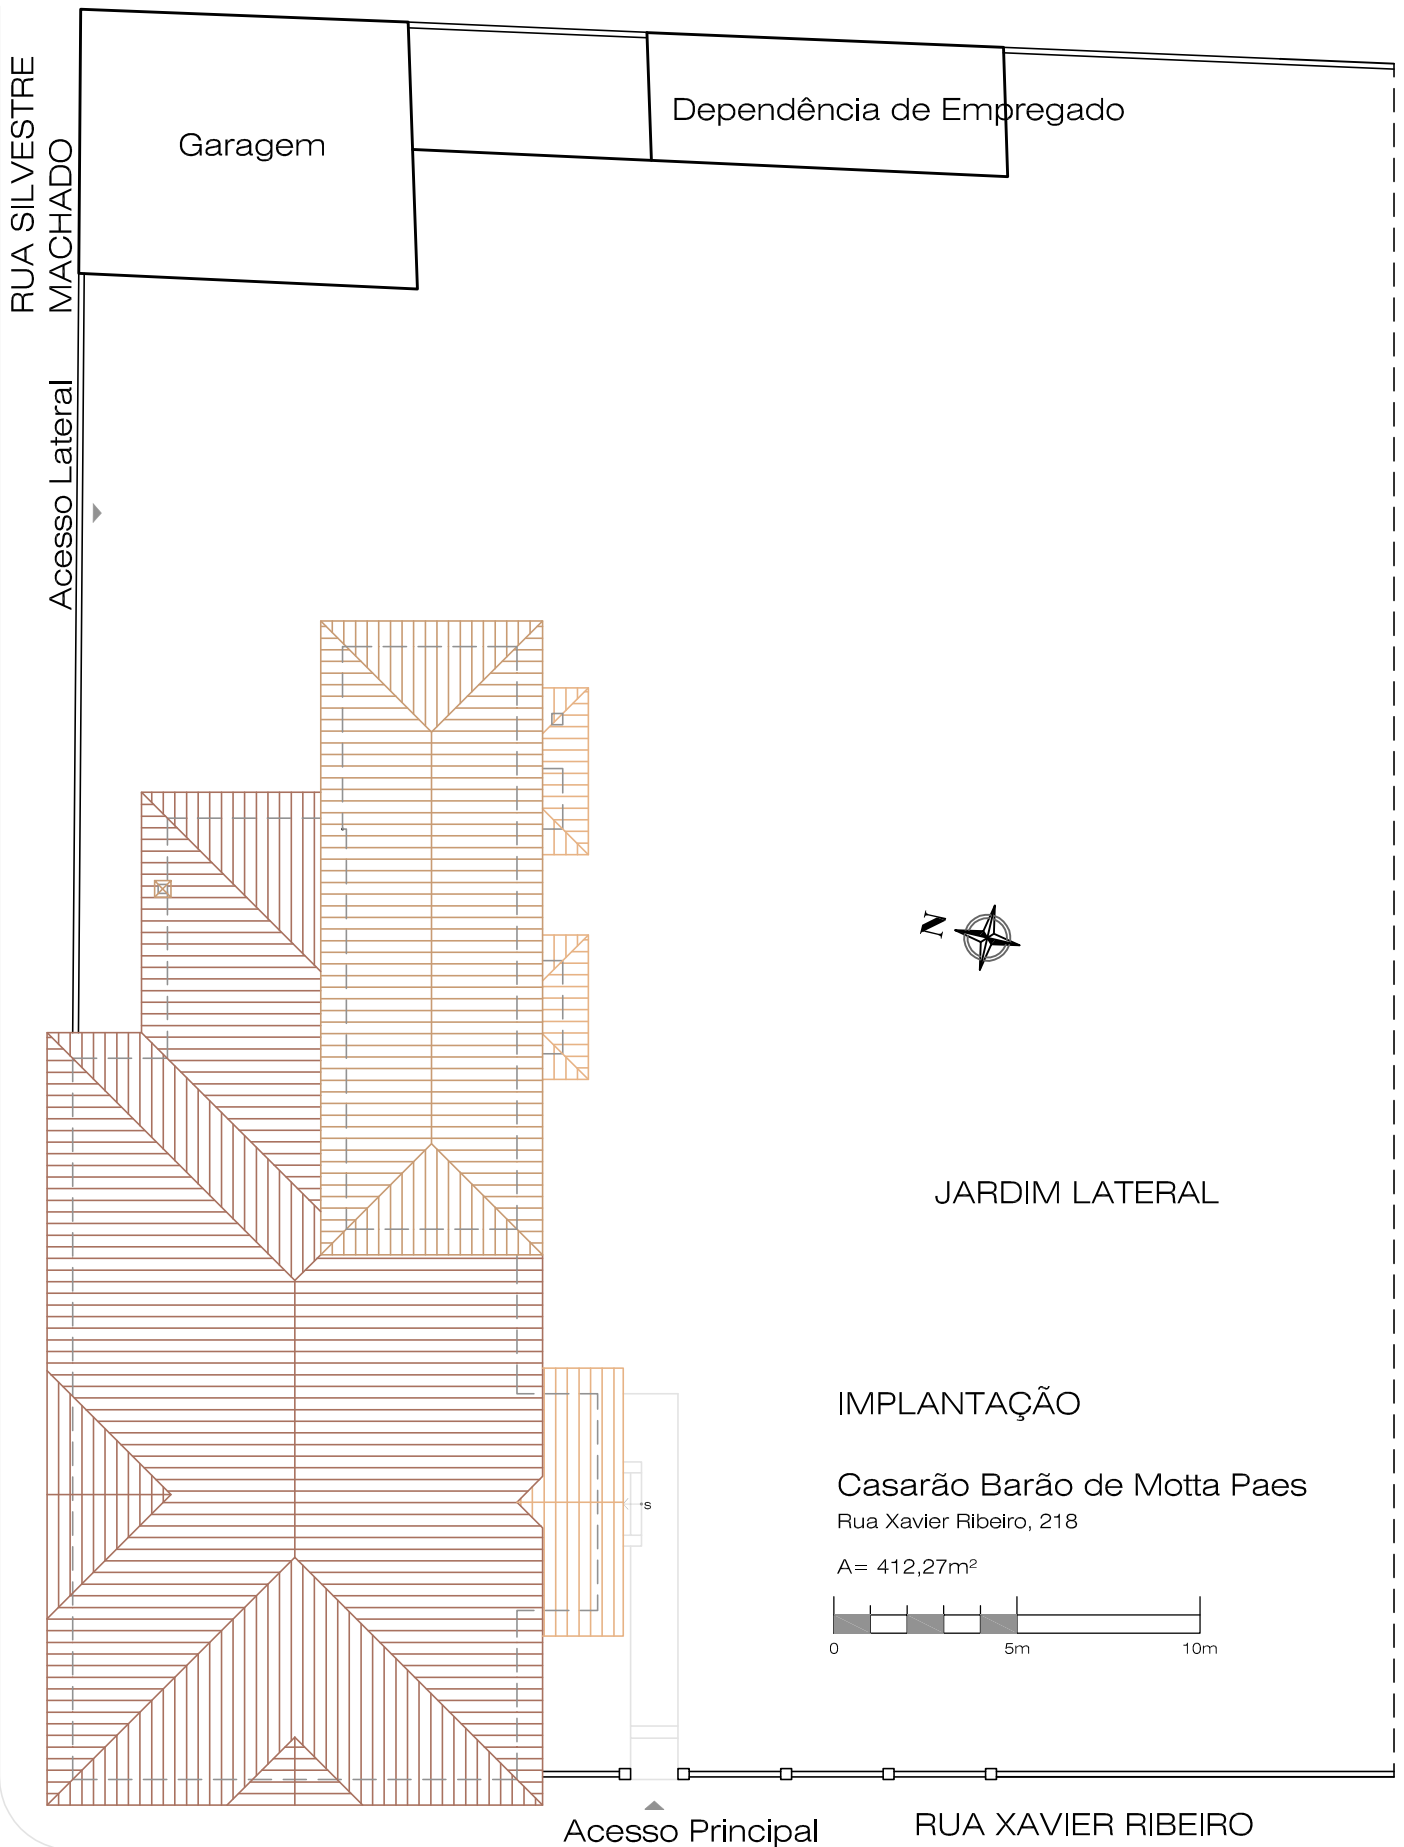 RUA SILVESTRE
MACHADO
Garagem
Dependência de Empregado
Acesso Lateral
N
JARDIM LATERAL
IMPLANTAÇÃO
Casarão Barão de Motta Paes
Rua Xavier Ribeiro, 218
A= 412,27m²
0 5m 10m
s
Acesso Principal
RUA XAVIER RIBEIRO